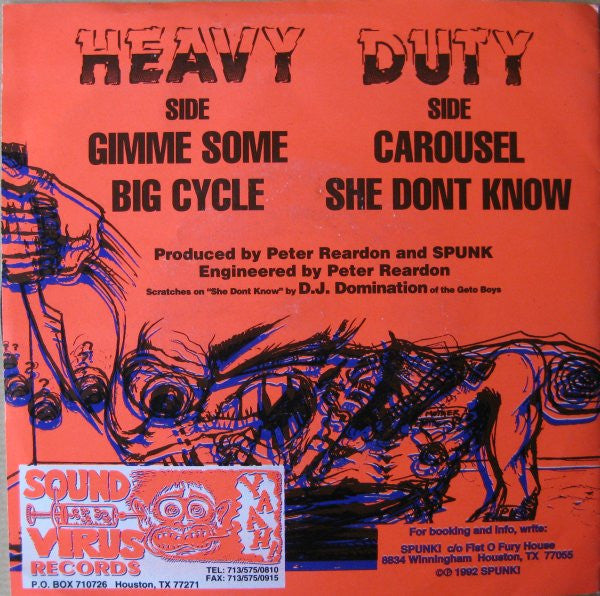 HEAVY DUTY
SIDE
GIMME SOME
BIG CYCLE
SIDE
CAROUSEL
SHE DONT KNOW
Produced by Peter Reardon and SPUNK
Engineered by Peter Reardon
Scratches on "She Dont Know" by D.J. Domination of the Geto Boys
MOTHER
SOUND
VIRUS
RECORDS
YAAH!
P.O. BOX 710726 Houston, TX 77271
TEL: 713/575/0810
FAX: 713/575/0915
For booking and info, write:
SPUNK! c/o Fist O Fury House
8834 Winningham Houston, TX 77055
©℗ 1992 SPUNK!